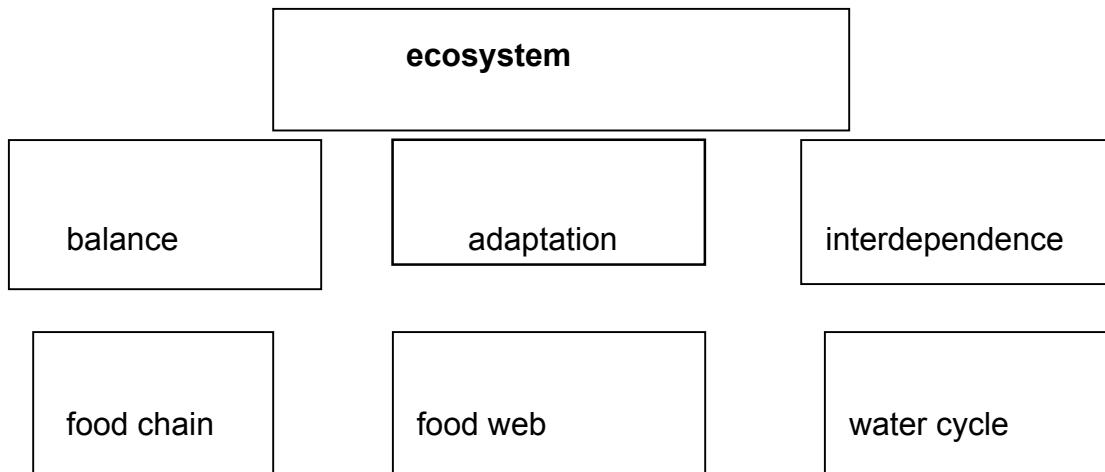 ecosystem
balance adaptation interdependence
food chain food web water cycle